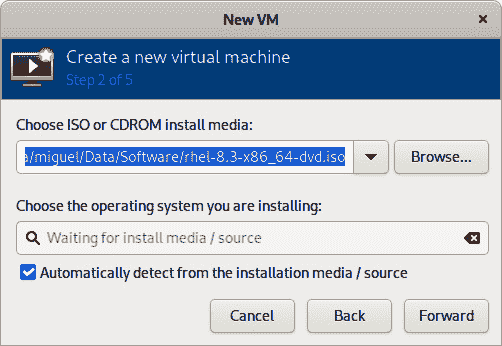 New VM
Create a new virtual machine
Step 2 of 5
Choose ISO or CDROM install media:
/miguel/Data/Software/rhel-8.3-x86_64-dvd.iso
Browse...
Choose the operating system you are installing:
Waiting for install media / source
Automatically detect from the installation media / source
Cancel
Back
Forward